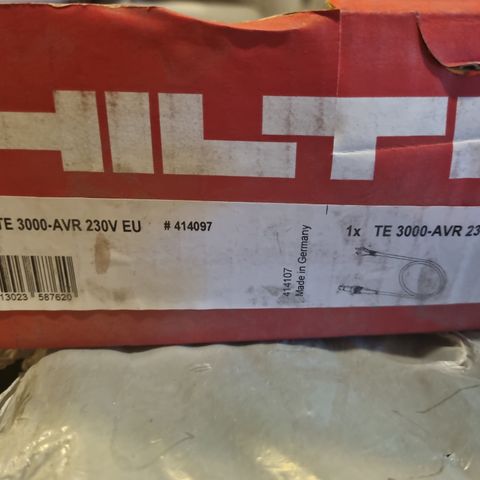 HILTI
TE 3000-AVR 230V EU # 414097
13023 587620
414107
Made in Germany
1x TE 3000-AVR 23